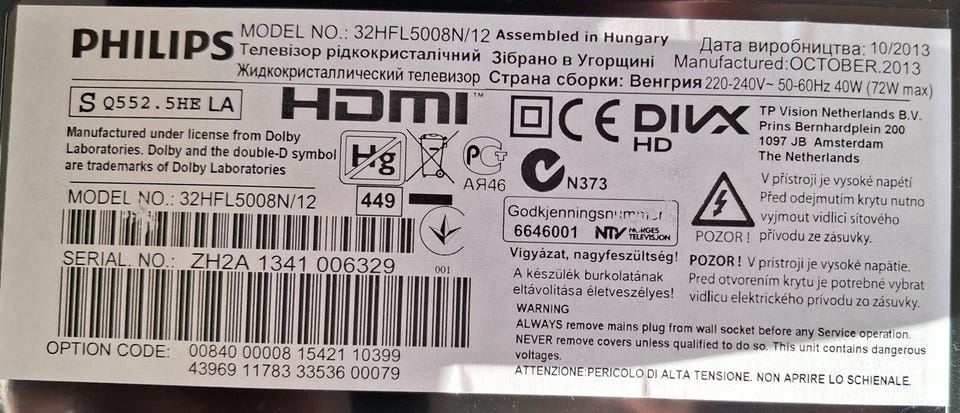 PHILIPS
MODEL NO.: 32HFL5008N/12 Assembled in Hungary
Дата виробництва: 10/2013
Телевізор рідкокристалічний Зібрано в Угорщині
Manufactured:OCTOBER.2013
Жидкокристаллический телевизор Страна сборки: Венгрия 220-240V~ 50-60Hz 40W (72W max)
S Q552.5HE LA
HDMI™
CE
DIVX
HD
TP Vision Netherlands B.V.
Prins Bernhardplein 200
1097 JB Amsterdam
The Netherlands
Manufactured under license from Dolby
Laboratories. Dolby and the double-D symbol
are trademarks of Dolby Laboratories
Hg
РСТ
АЯ46
N373
V přístroji je vysoké napětí
Před odejmutím krytu nutno
vyjmout vidlici síťového
přívodu ze zásuvky.
POZOR !
MODEL NO.: 32HFL5008N/12
449
Godkjenningsnummer
6646001 NTV NORGES
TELEVISJON
SERIAL NO.: ZH2A 1341 006329
001
Vigyázat, nagyfeszültség!
A készülék burkolatának
eltávolítása életveszélyes!
POZOR ! V prístroji je vysoké napätie.
Pred otvorením krytu je potrebné vybrat
vidlicu elektrického prívodu zo zásuvky.
WARNING
ALWAYS remove mains plug from wall socket before any Service operation.
NEVER remove covers unless qualified to do so. This unit contains dangerous
voltages.
ATTENZIONE:PERICOLO DI ALTA TENSIONE. NON APRIRE LO SCHIENALE.
OPTION CODE: 00840 00008 15421 10399
43969 11783 33536 00079